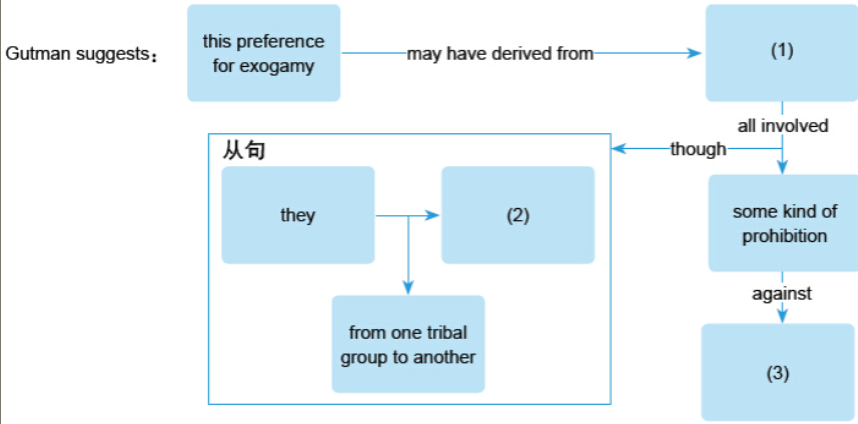 Gutman suggests：
this preference
for exogamy
may have derived from
(1)
all involved
though
从句
they
(2)
some kind of
prohibition
against
from one tribal
group to another
(3)